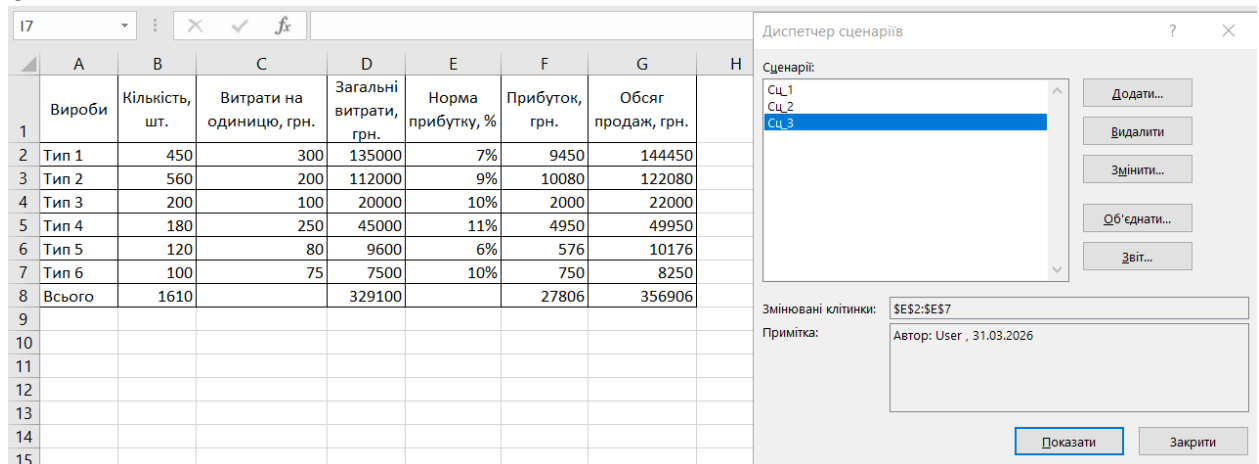 I7
fx
A B C D E F G H
1 Вироби Кількість, шт. Витрати на одиницю, грн. Загальні витрати, грн. Норма прибутку, % Прибуток, грн. Обсяг продаж, грн.
2 Тип 1 450 300 135000 7% 9450 144450
3 Тип 2 560 200 112000 9% 10080 122080
4 Тип 3 200 100 20000 10% 2000 22000
5 Тип 4 180 250 45000 11% 4950 49950
6 Тип 5 120 80 9600 6% 576 10176
7 Тип 6 100 75 7500 10% 750 8250
8 Всього 1610 329100 27806 356906
9
10
11
12
13
14
15
Диспетчер сценаріїв ?
Сценарії:
Сц_1
Сц_2
Сц_3
Додати...
Видалити
Змінити...
Об'єднати...
Звіт...
Змінювані клітинки: $E$2:$E$7
Примітка: Автор: User , 31.03.2026
Показати Закрити